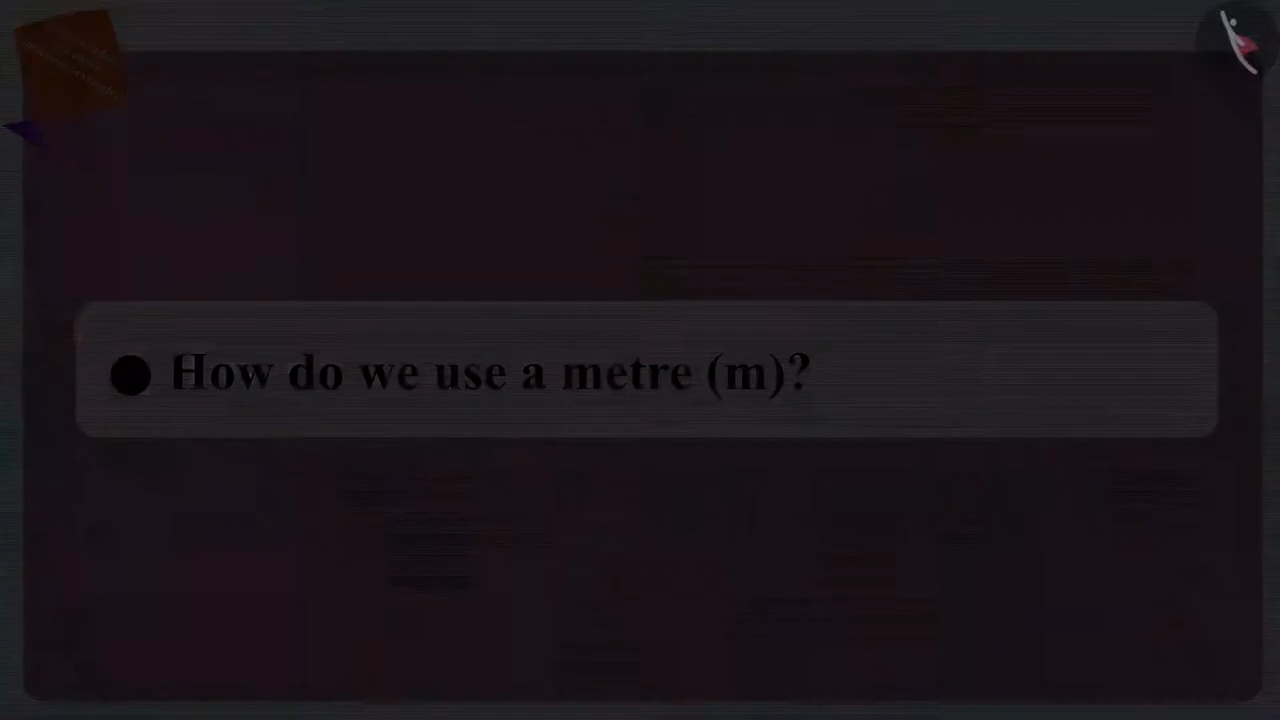 ● How do we use a metre (m)?